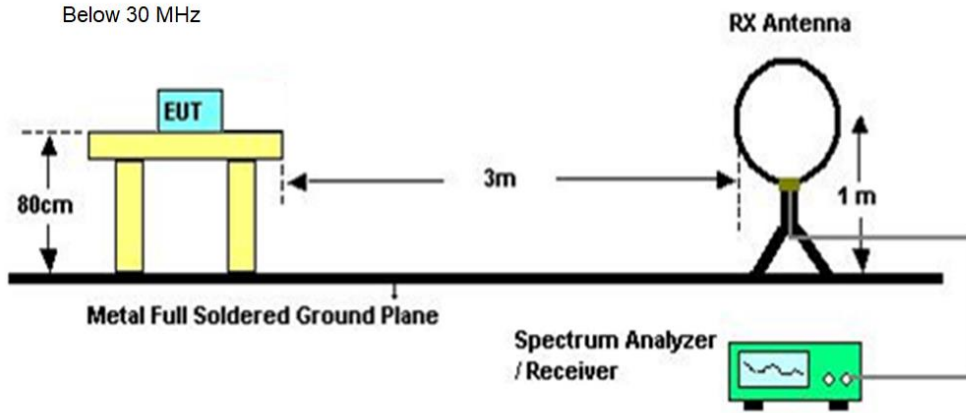 Below 30 MHz
RX Antenna
EUT
80cm
3m
1 m
Metal Full Soldered Ground Plane
Spectrum Analyzer
/ Receiver